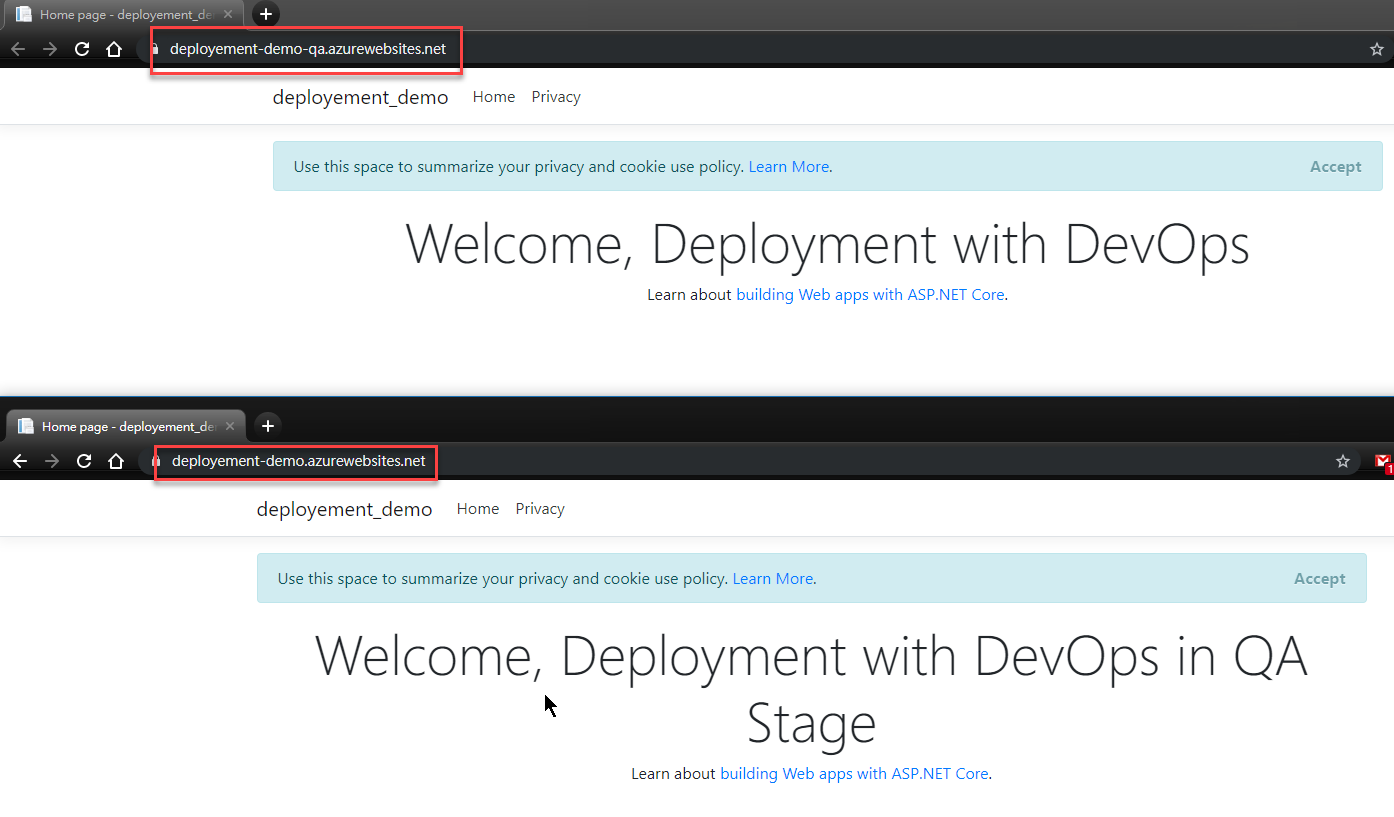 Home page - deployement_de
deployement-demo-qa.azurewebsites.net
deployement_demo Home Privacy
Use this space to summarize your privacy and cookie use policy. Learn More. Accept
Welcome, Deployment with DevOps
Learn about building Web apps with ASP.NET Core.
Home page - deployement_de
deployement-demo.azurewebsites.net
1
deployement_demo Home Privacy
Use this space to summarize your privacy and cookie use policy. Learn More. Accept
Welcome, Deployment with DevOps in QA
Stage
Learn about building Web apps with ASP.NET Core.